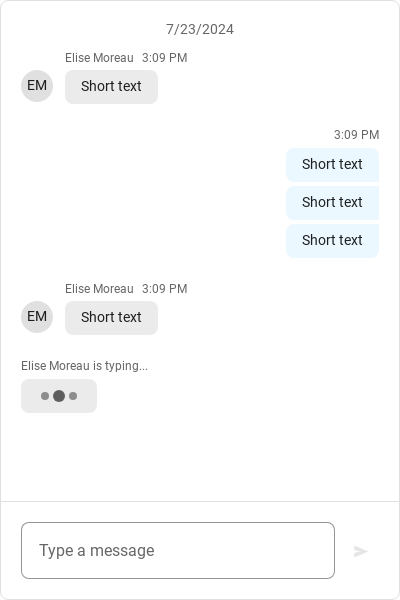 7/23/2024
Elise Moreau 3:09 PM
EM
Short text
3:09 PM
Short text
Short text
Short text
Elise Moreau 3:09 PM
EM
Short text
Elise Moreau is typing...
Type a message